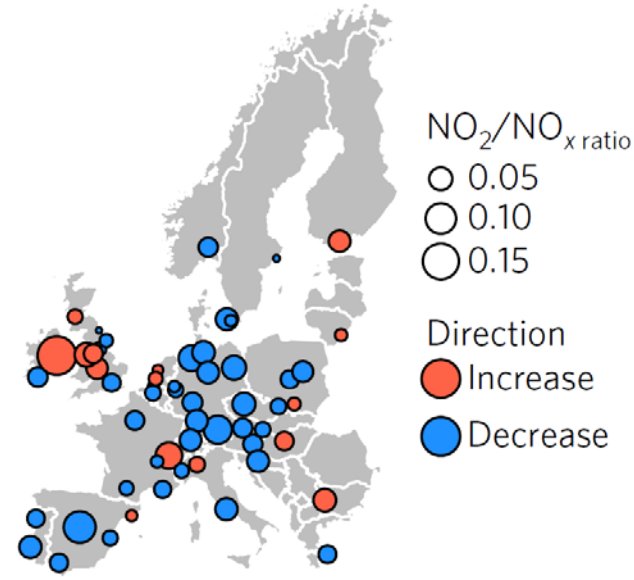 NO₂/NOₓ ratio
0.05
0.10
0.15
Direction
Increase
Decrease